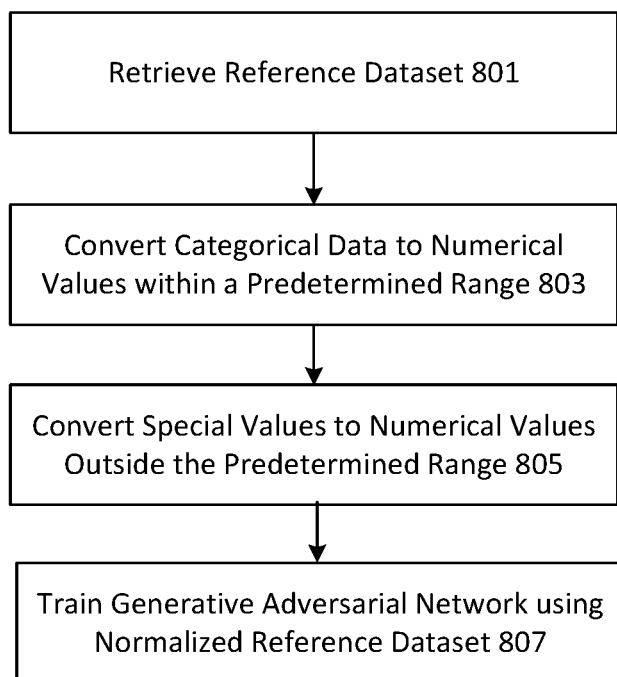 Retrieve Reference Dataset 801
Convert Categorical Data to Numerical
Values within a Predetermined Range 803
Convert Special Values to Numerical Values
Outside the Predetermined Range 805
Train Generative Adversarial Network using
Normalized Reference Dataset 807